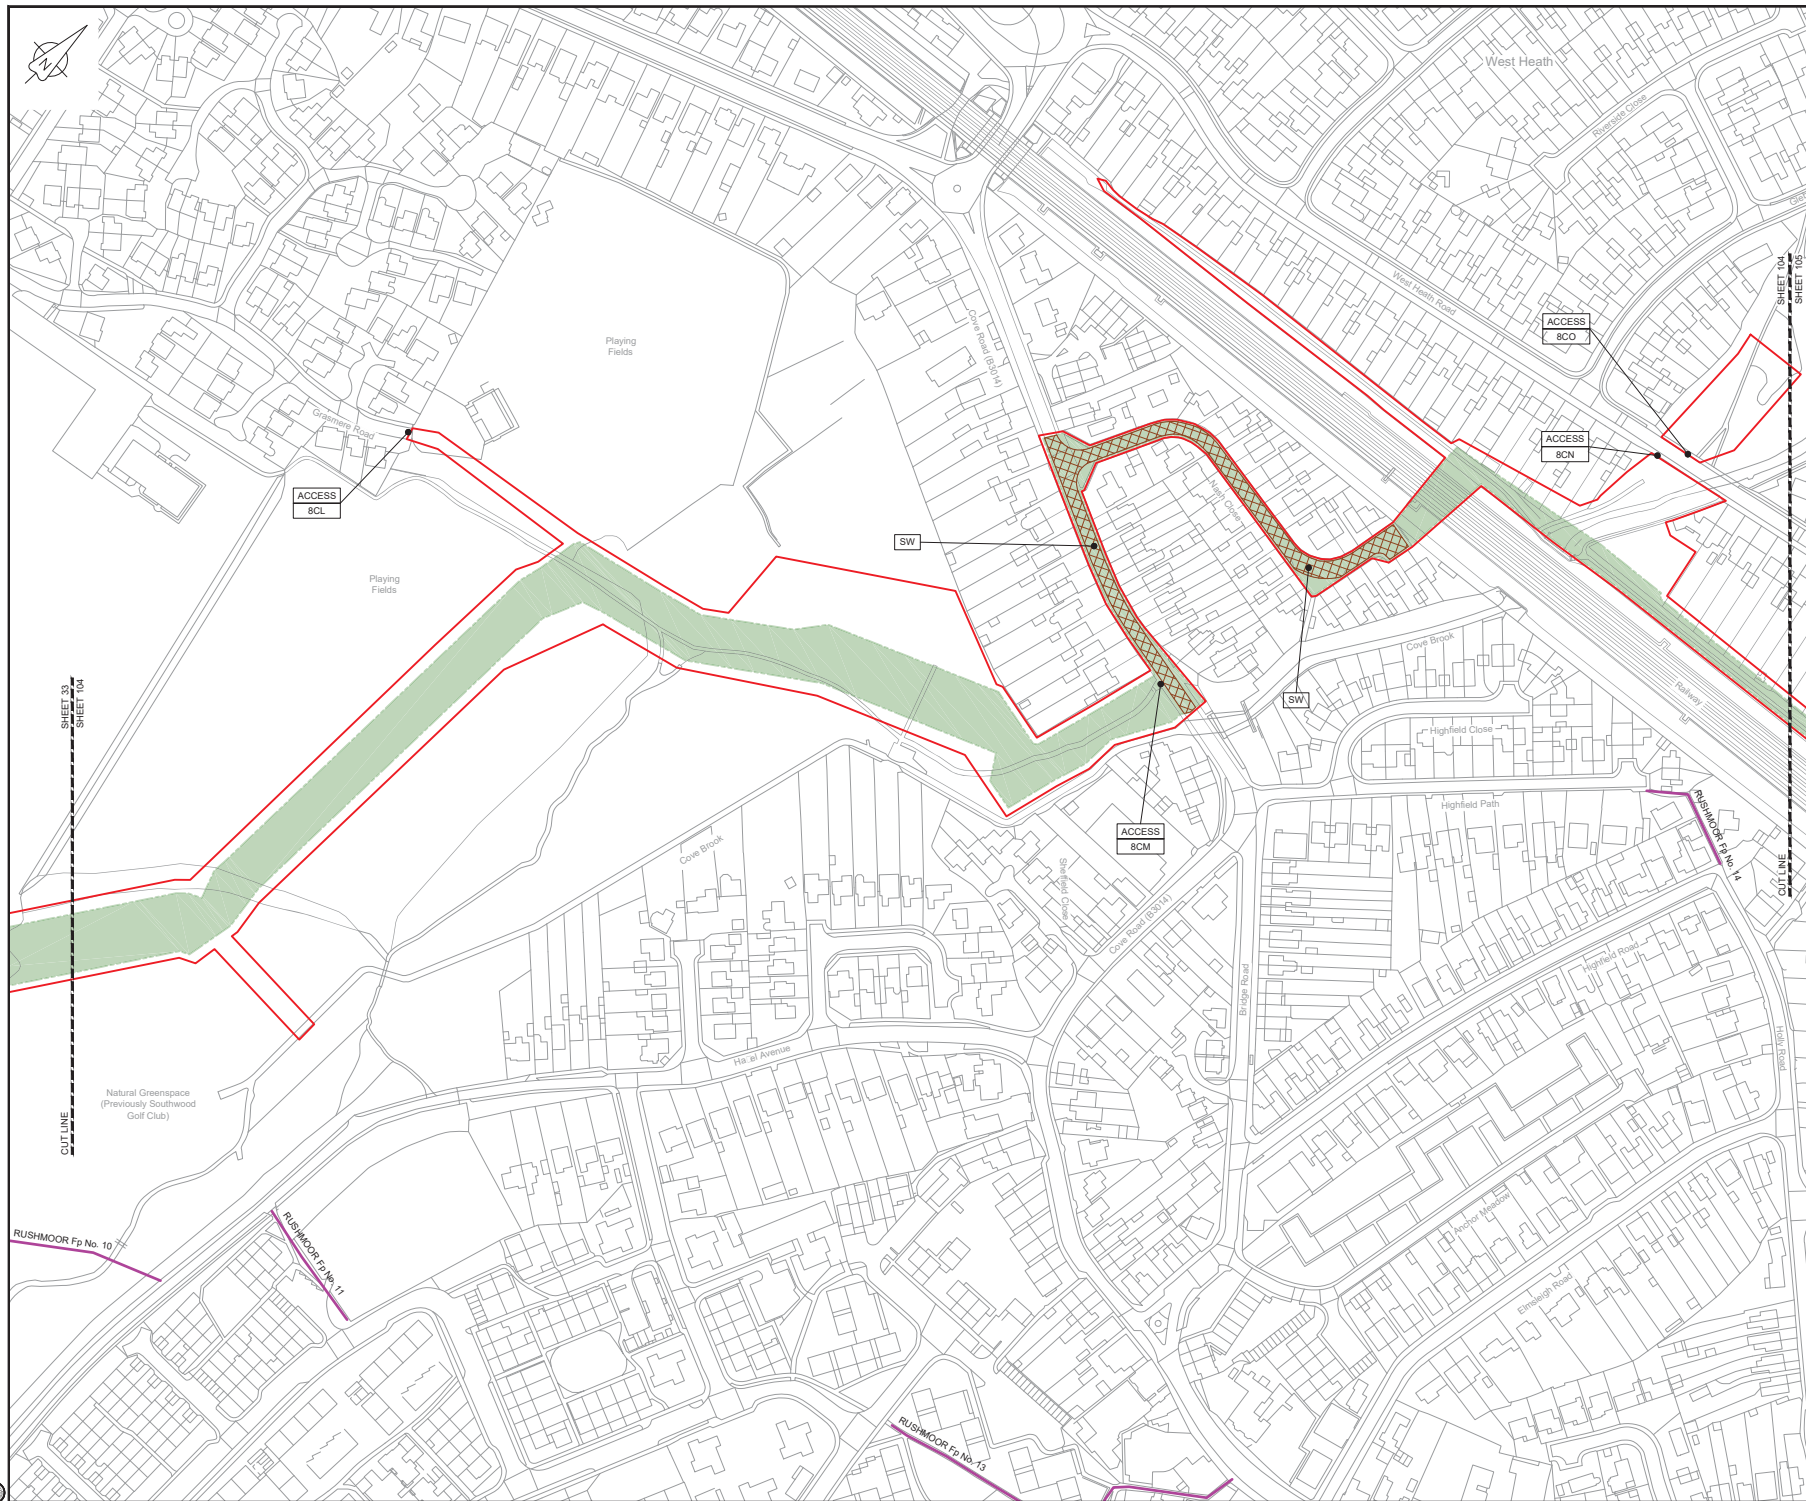 N
West Heath
Riverside Close
SHEET 104
SHEET 105
West Heath Road
ACCESS
8CO
Playing
Fields
Cove Road (B3014)
Grasmere Road
ACCESS
8CN
ACCESS
8CL
Nash Close
SW
Playing
Fields
Cove Brook
SHEET 33
SHEET 104
SW
Railway
Highfield Close
Highfield Path
RUSHMOOR Fp No. 14
ACCESS
8CM
Cove Brook
Sheffield Close
CUT LINE
Cove Road (B3014)
Highfield Road
Bridge Road
Holly Road
Hazel Avenue
Natural Greenspace
(Previously Southwood
Golf Club)
CUT LINE
Anchor Meadow
RUSHMOOR Fp No. 10
RUSHMOOR Fp No. 11
Elmsleigh Road
RUSHMOOR Fp No. 13